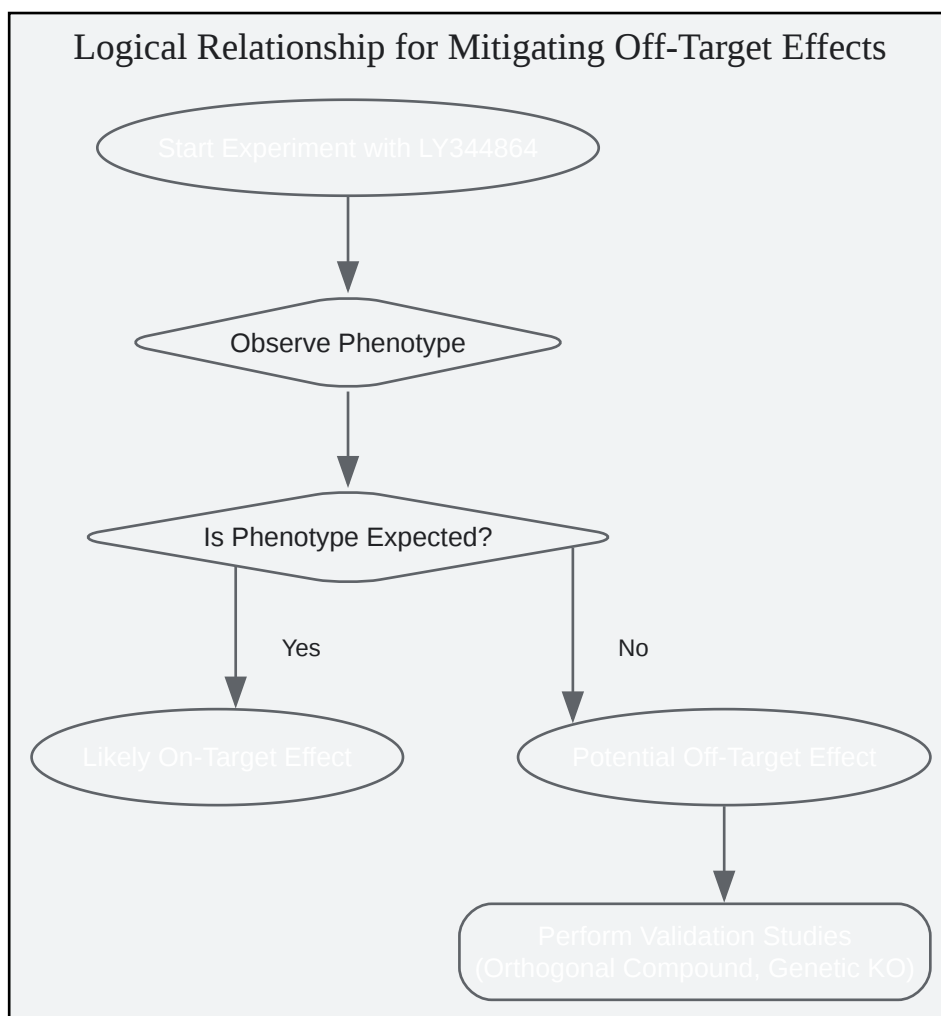 Logical Relationship for Mitigating Off-Target Effects
Start Experiment with LY344864
Observe Phenotype
Is Phenotype Expected?
Yes
No
Likely On-Target Effect
Potential Off-Target Effect
Perform Validation Studies
(Orthogonal Compound, Genetic KO)